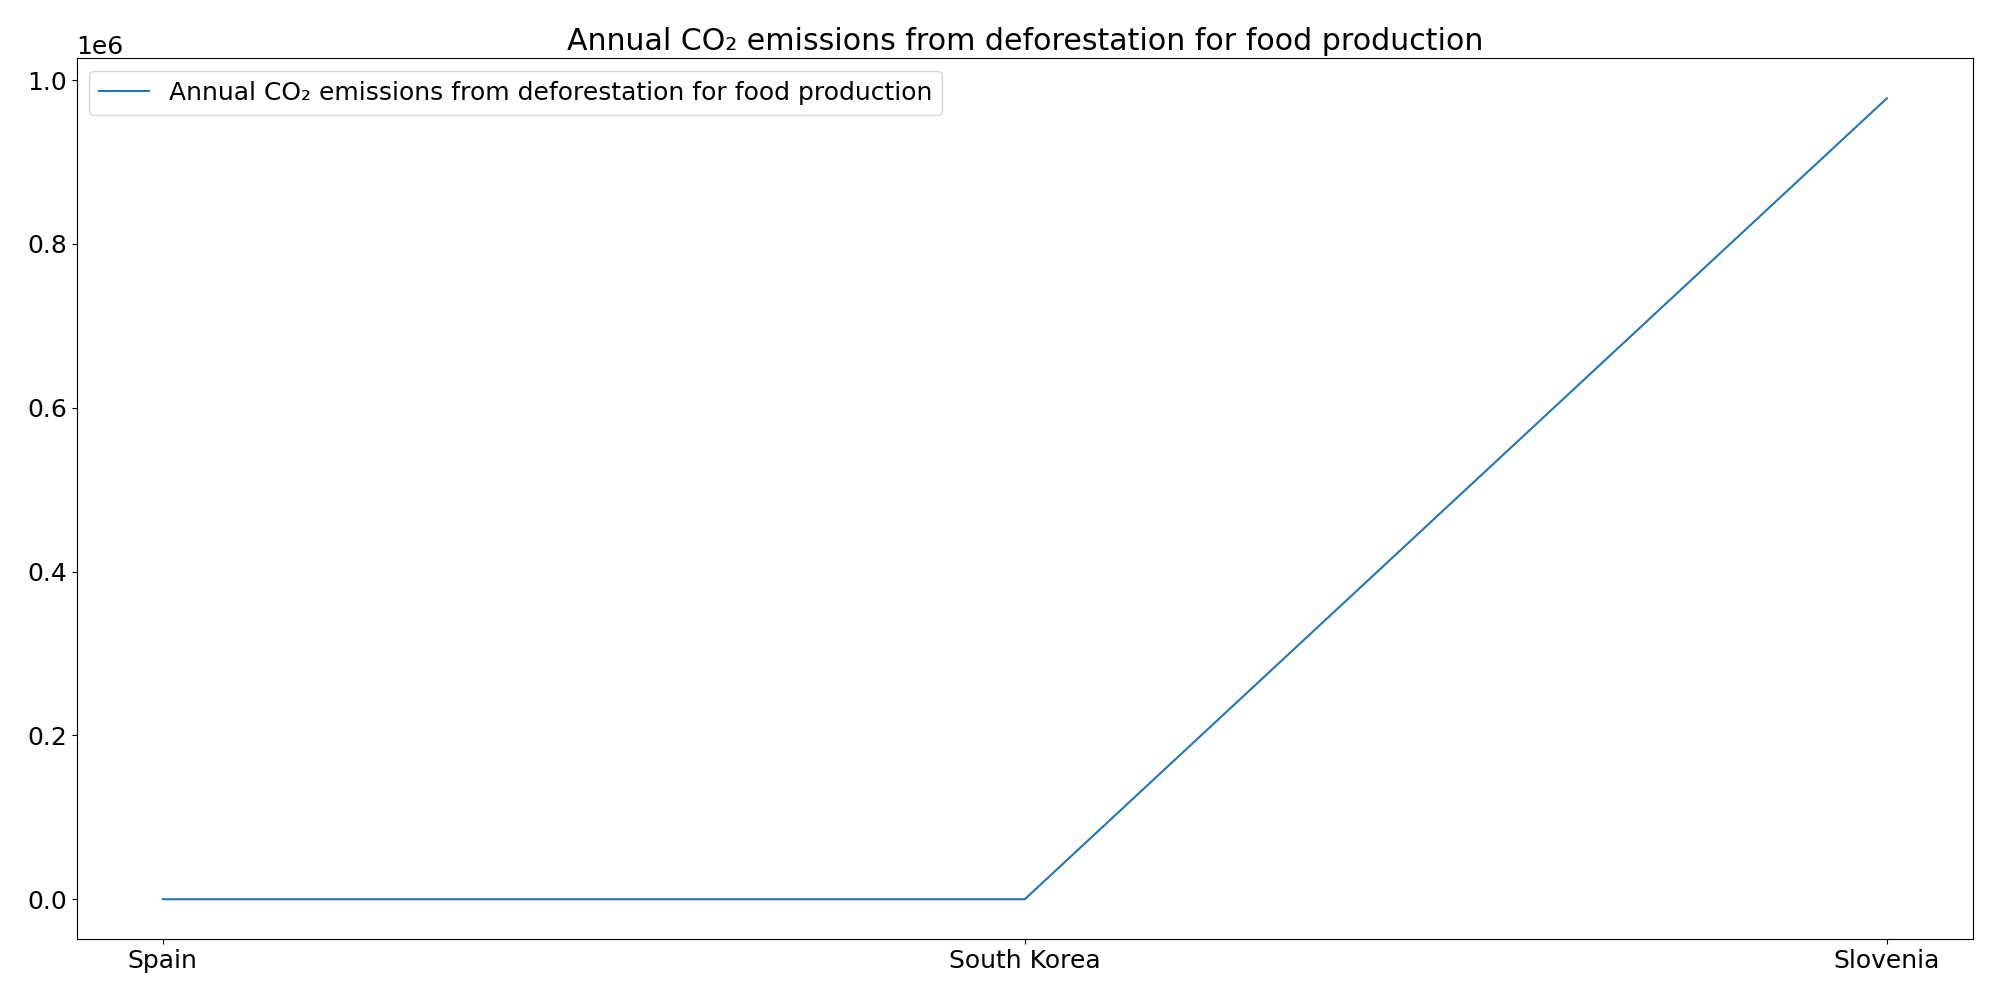 Annual CO₂ emissions from deforestation for food production
1e6
Annual CO₂ emissions from deforestation for food production
1.0
0.8
0.6
0.4
0.2
0.0
Spain South Korea Slovenia